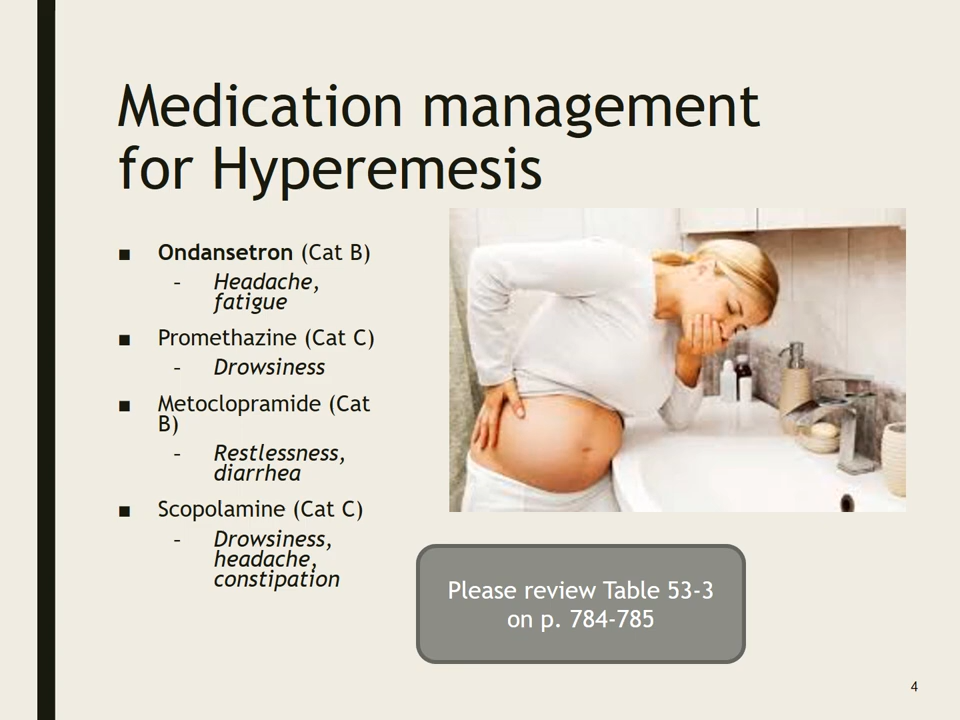 Medication management
for Hyperemesis
■ Ondansetron (Cat B)
– Headache,
fatigue
■ Promethazine (Cat C)
– Drowsiness
■ Metoclopramide (Cat
B)
– Restlessness,
diarrhea
■ Scopolamine (Cat C)
– Drowsiness,
headache,
constipation
Please review Table 53-3
on p. 784-785
4